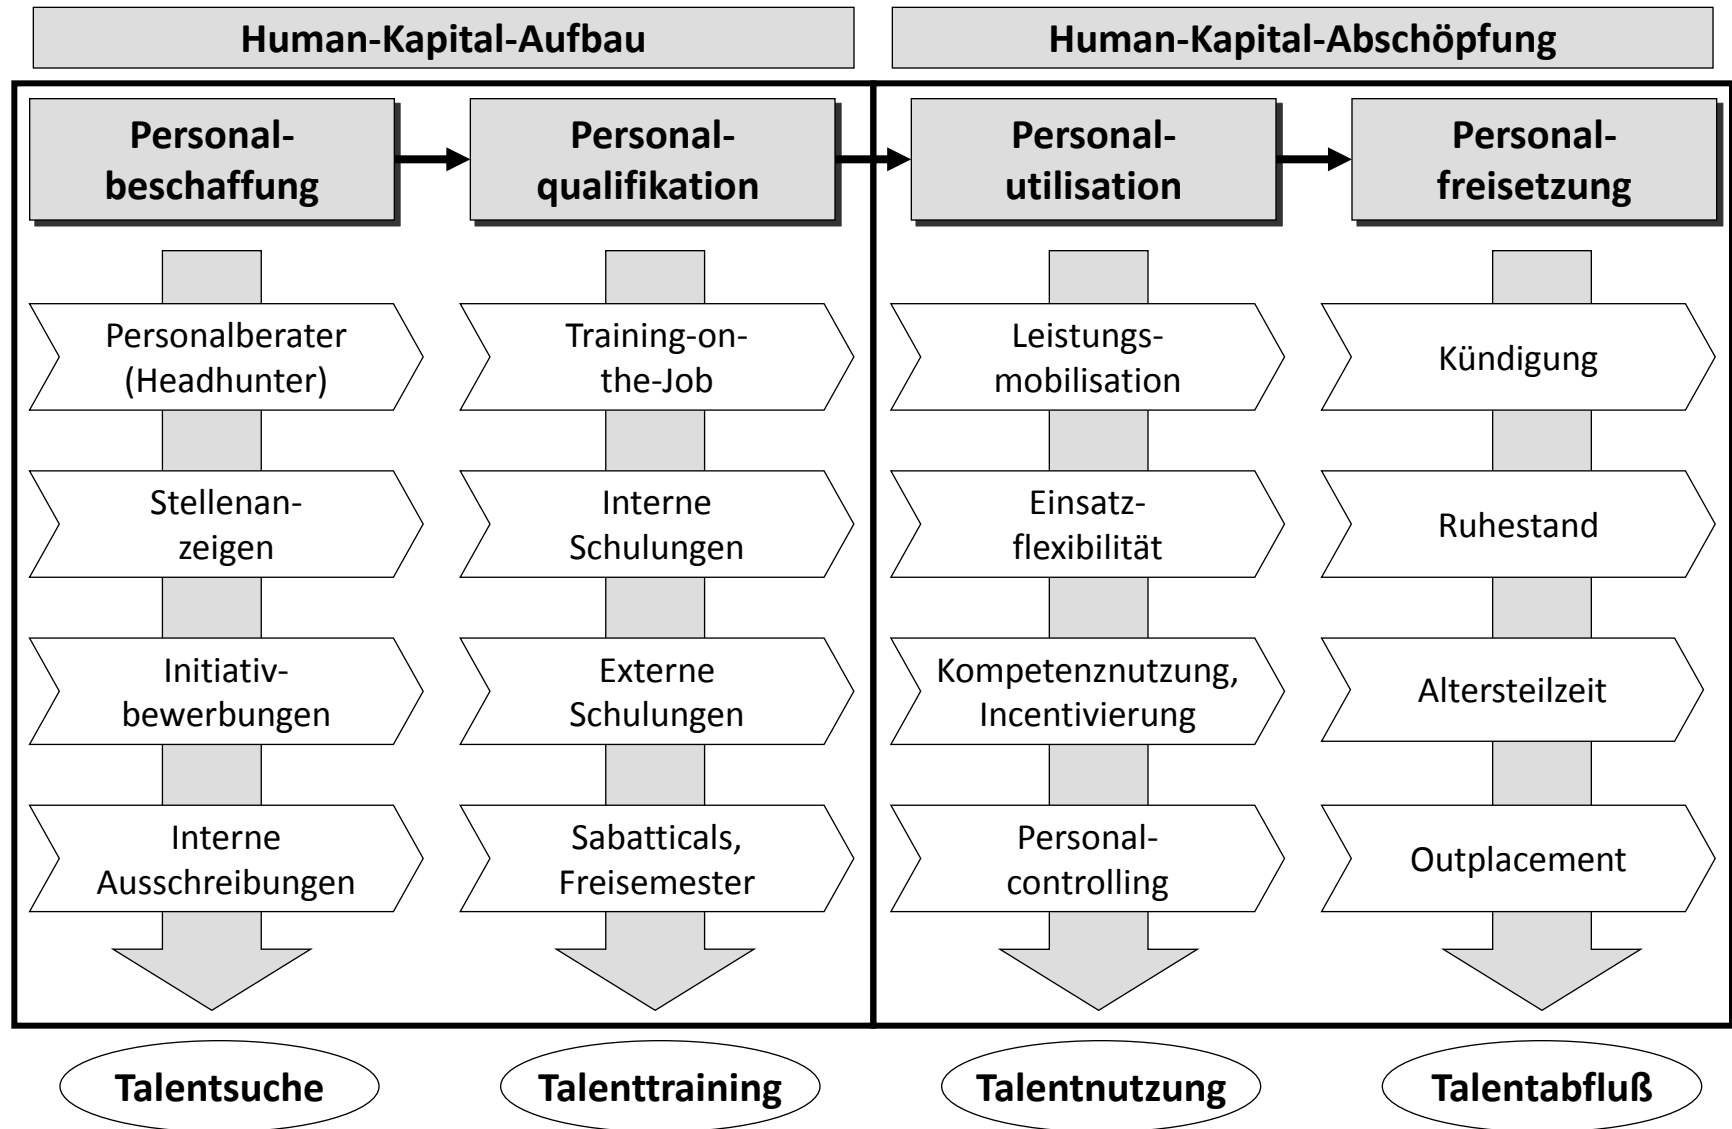 Human-Kapital-Aufbau
Human-Kapital-Abschöpfung
Personal-
beschaffung
Personal-
qualifikation
Personal-
utilisation
Personal-
freisetzung
Personalberater
(Headhunter)
Training-on-
the-Job
Leistungs-
mobilisation
Kündigung
Stellenan-
zeigen
Interne
Schulungen
Einsatz-
flexibilität
Ruhestand
Initiativ-
bewerbungen
Externe
Schulungen
Kompetenznutzung,
Incentivierung
Altersteilzeit
Interne
Ausschreibungen
Sabatticals,
Freisemester
Personal-
controlling
Outplacement
Talentsuche
Talenttraining
Talentnutzung
Talentabfluß